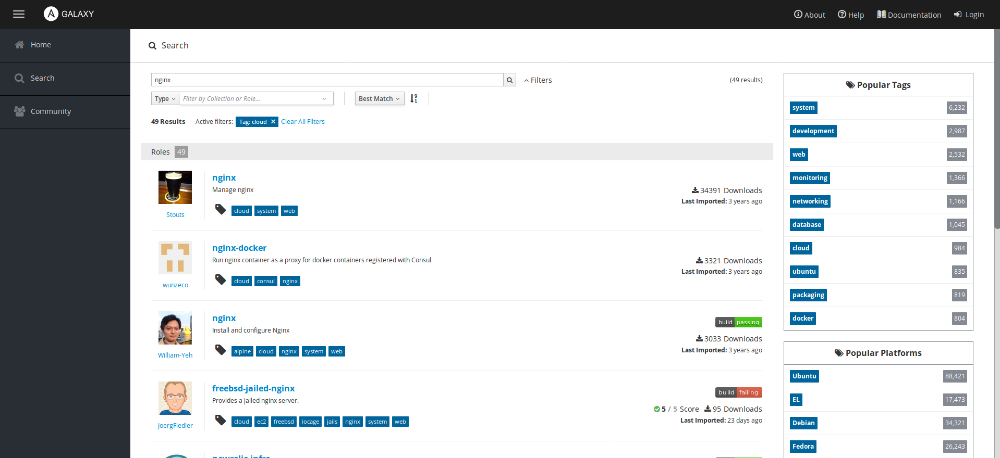 GALAXY
About
Help
Documentation
Login
Home
Search
Community
Search
nginx
Filters
(49 results)
Type
Filter by Collection or Role...
Best Match
49 Results
Active filters:
Tag: cloud ✕
Clear All Filters
Roles 49
nginx
Manage nginx
Stouts
cloud system web
34391 Downloads
Last Imported: 3 years ago
nginx-docker
Run nginx container as a proxy for docker containers registered with Consul
wunzeco
cloud consul nginx
3321 Downloads
Last Imported: 3 years ago
nginx
Install and configure Nginx
William-Yeh
alpine cloud nginx system web
build passing
3033 Downloads
Last Imported: 3 years ago
freebsd-jailed-nginx
Provides a jailed nginx server.
JoergFiedler
cloud ec2 freebsd iocage jails nginx system web
build failing
5 / 5 Score 95 Downloads
Last Imported: 23 days ago
newrelic-infra
Popular Tags
system 6,232
development 2,987
web 2,532
monitoring 1,366
networking 1,166
database 1,045
cloud 984
ubuntu 835
packaging 819
docker 804
Popular Platforms
Ubuntu 88,421
EL 17,473
Debian 34,321
Fedora 26,243